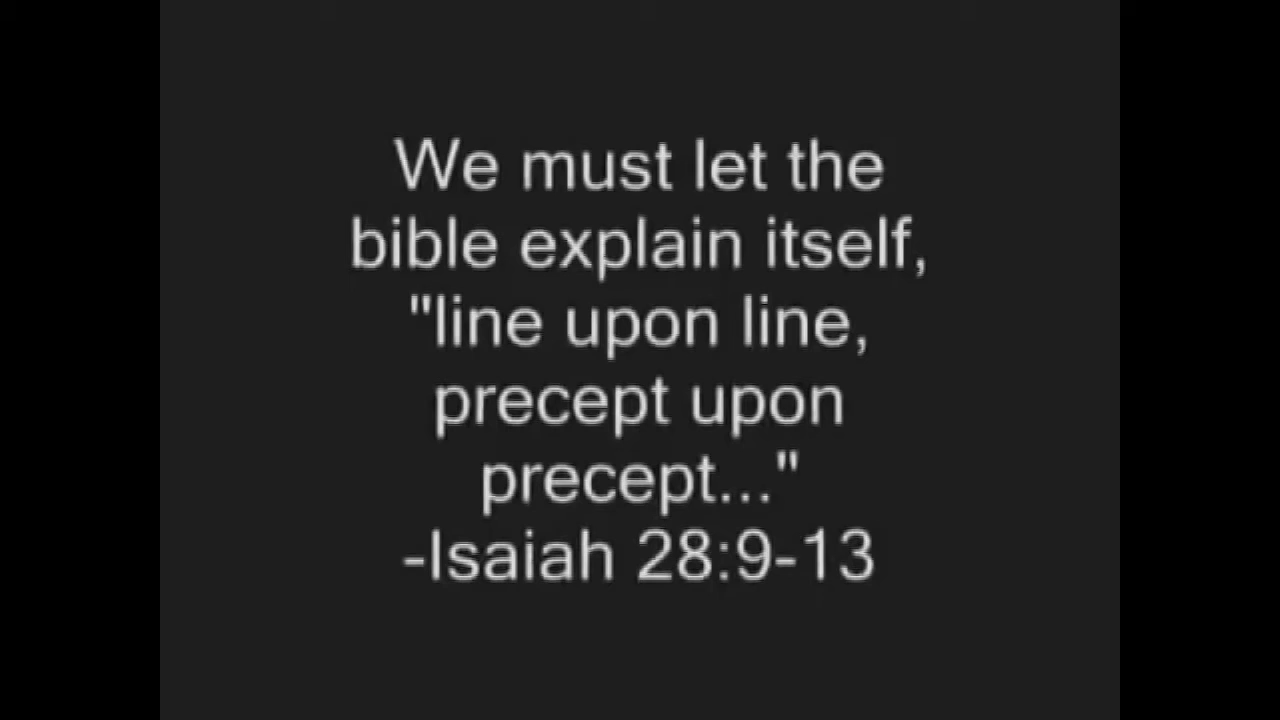 We must let the
bible explain itself,
"line upon line,
precept upon
precept..."
-Isaiah 28:9-13